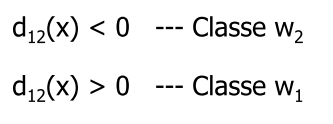 d₁₂(x) < 0 --- Classe w₂
d₁₂(x) > 0 --- Classe w₁